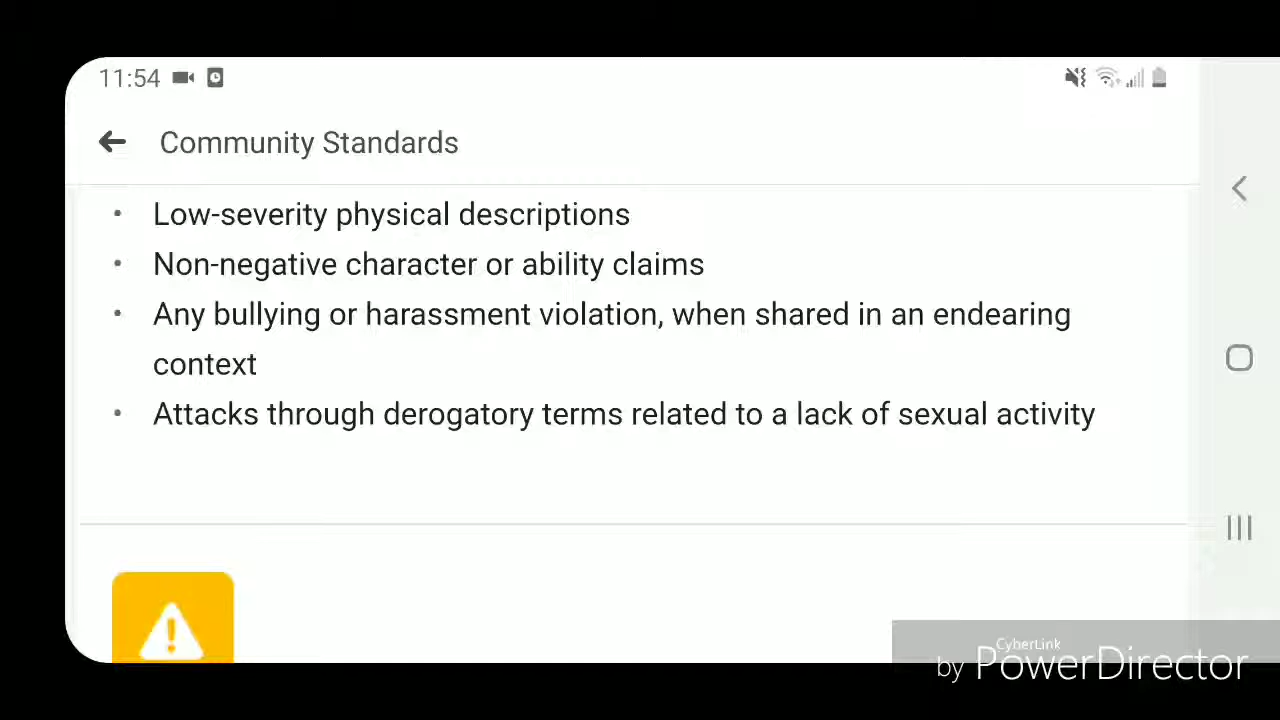 11:54
Community Standards
• Low-severity physical descriptions
• Non-negative character or ability claims
• Any bullying or harassment violation, when shared in an endearing
context
• Attacks through derogatory terms related to a lack of sexual activity
CyberLink
by PowerDirector